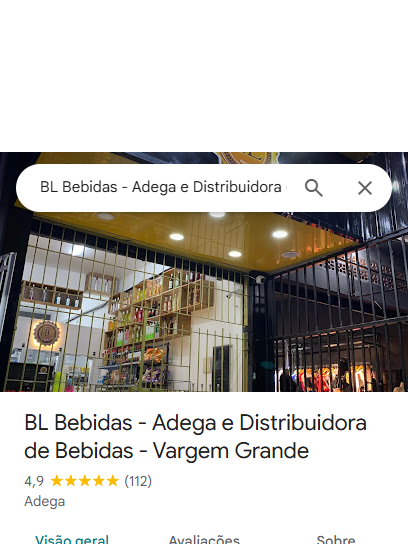 BL Bebidas - Adega e Distribuidora
BL Bebidas - Adega e Distribuidora
de Bebidas - Vargem Grande
4,9 (112)
Adega
Visão geral Avaliações Sobre